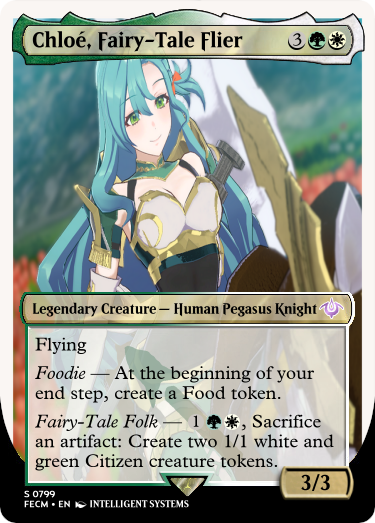 Chloé, Fairy-Tale Flier 3
Legendary Creature — Human Pegasus Knight
Flying
Foodie — At the beginning of your
end step, create a Food token.
Fairy-Tale Folk — 1 , Sacrifice
an artifact: Create two 1/1 white and
green Citizen creature tokens.
3/3
S 0799
FECM • EN INTELLIGENT SYSTEMS